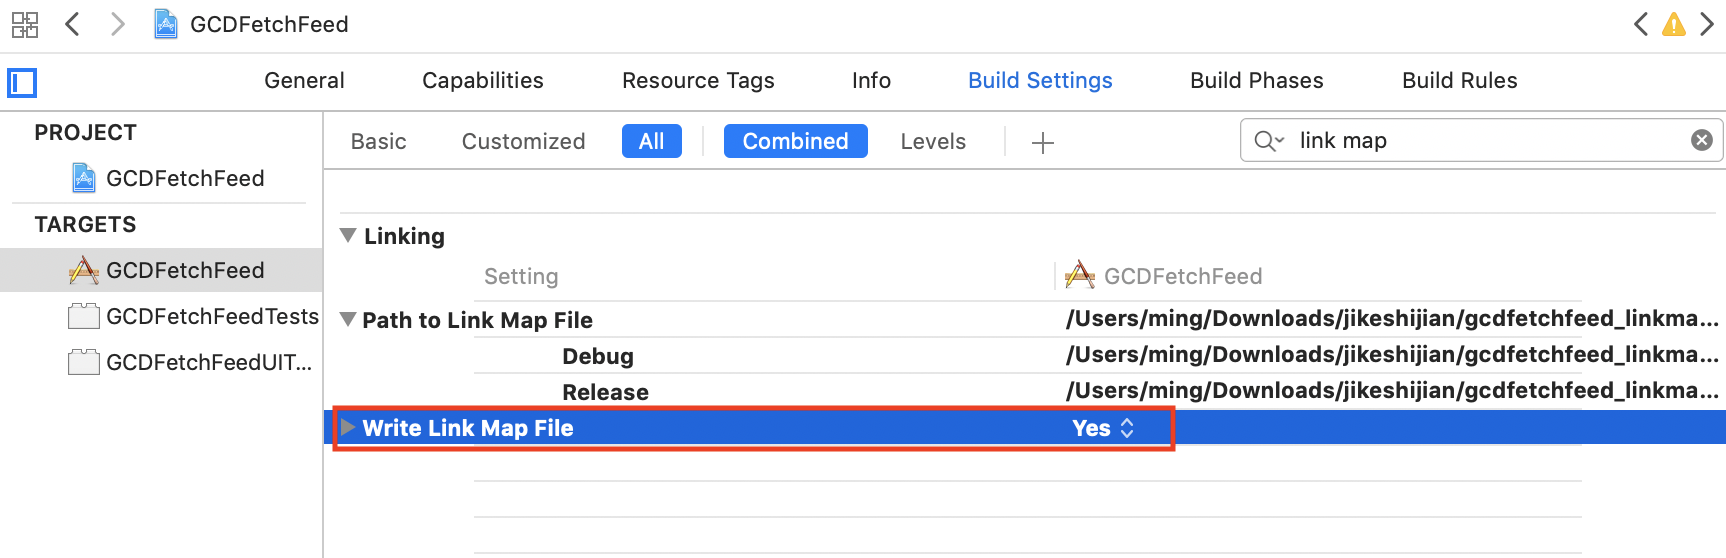 GCDFetchFeed
General Capabilities Resource Tags Info Build Settings Build Phases Build Rules
PROJECT
GCDFetchFeed
TARGETS
GCDFetchFeed
GCDFetchFeedTests
GCDFetchFeedUIT...
Basic Customized All Combined Levels link map
Linking
Setting GCDFetchFeed
Path to Link Map File /Users/ming/Downloads/jikeshijian/gcdfetchfeed_linkma...
Debug /Users/ming/Downloads/jikeshijian/gcdfetchfeed_linkma...
Release /Users/ming/Downloads/jikeshijian/gcdfetchfeed_linkma...
Write Link Map File Yes